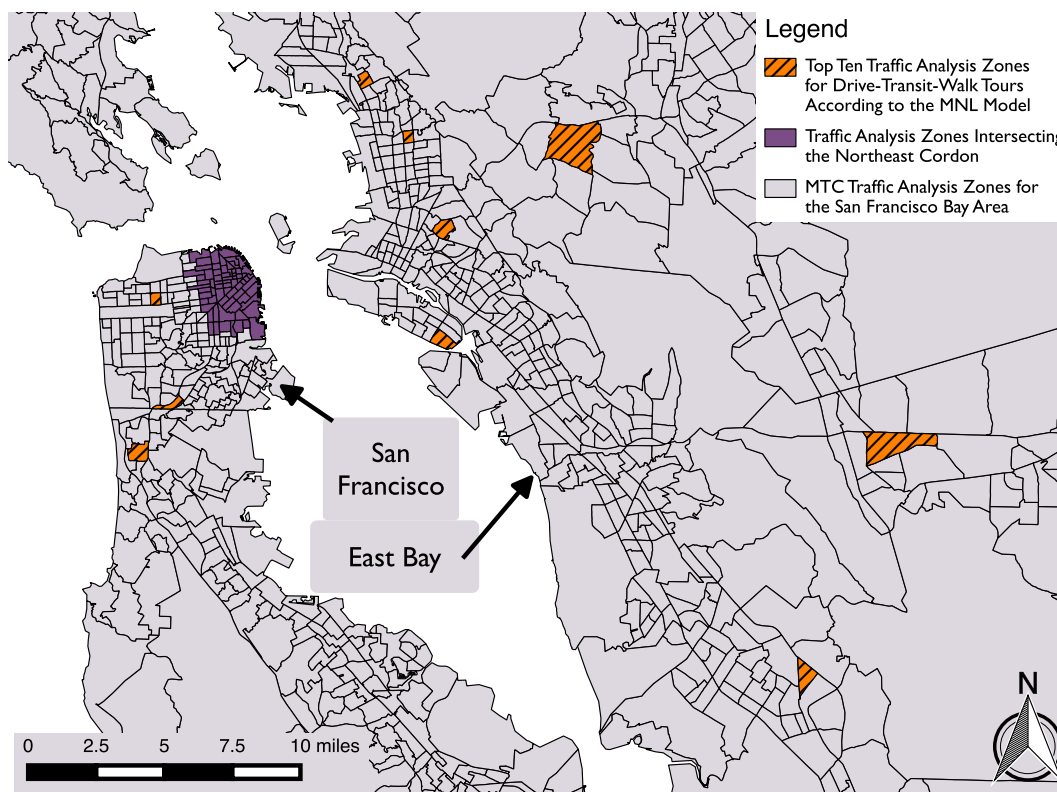 Legend
Top Ten Traffic Analysis Zones
for Drive-Transit-Walk Tours
According to the MNL Model
Traffic Analysis Zones Intersecting
the Northeast Cordon
MTC Traffic Analysis Zones for
the San Francisco Bay Area
San
Francisco
East Bay
N
0 2.5 5 7.5 10 miles